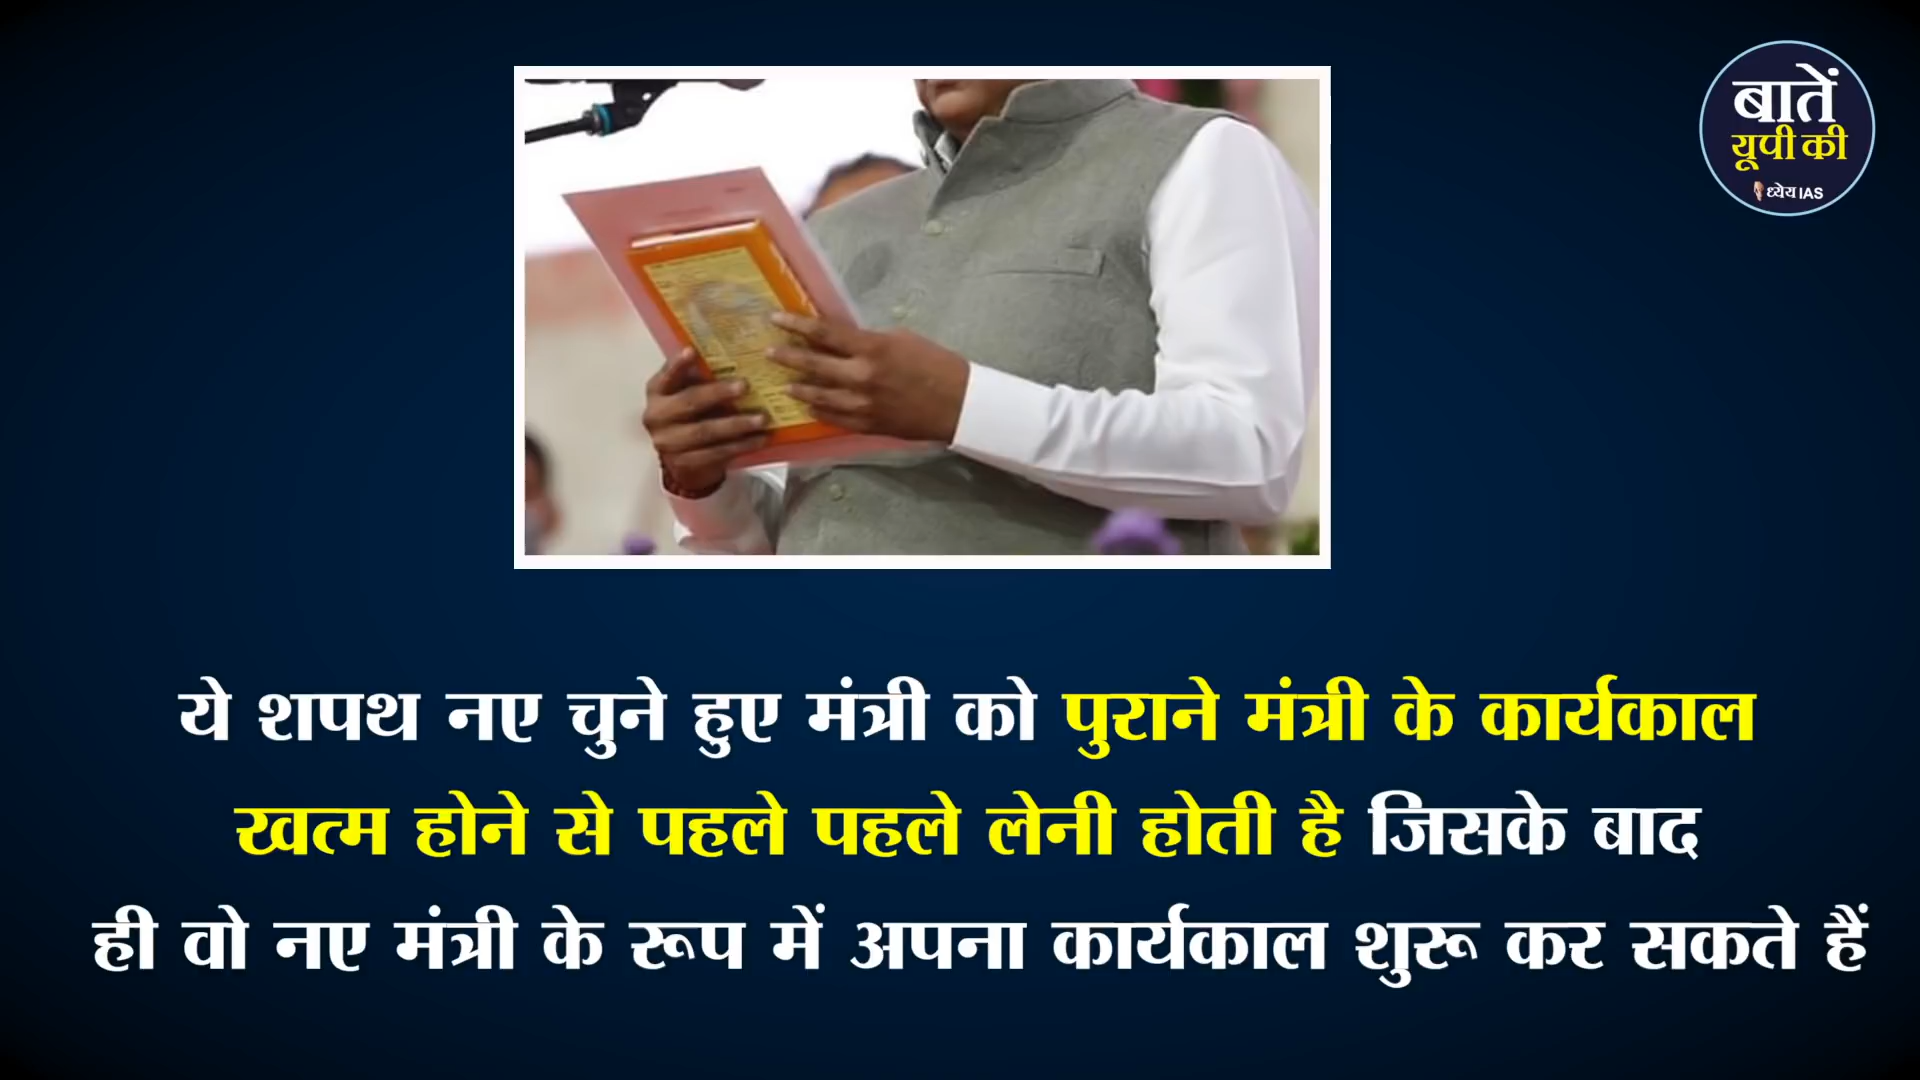 बातें
यूपी की
ध्येय IAS
ये शपथ नए चुने हुए मंत्री को पुराने मंत्री के कार्यकाल
खत्म होने से पहले पहले लेनी होती है जिसके बाद
ही वो नए मंत्री के रूप में अपना कार्यकाल शुरू कर सकते हैं